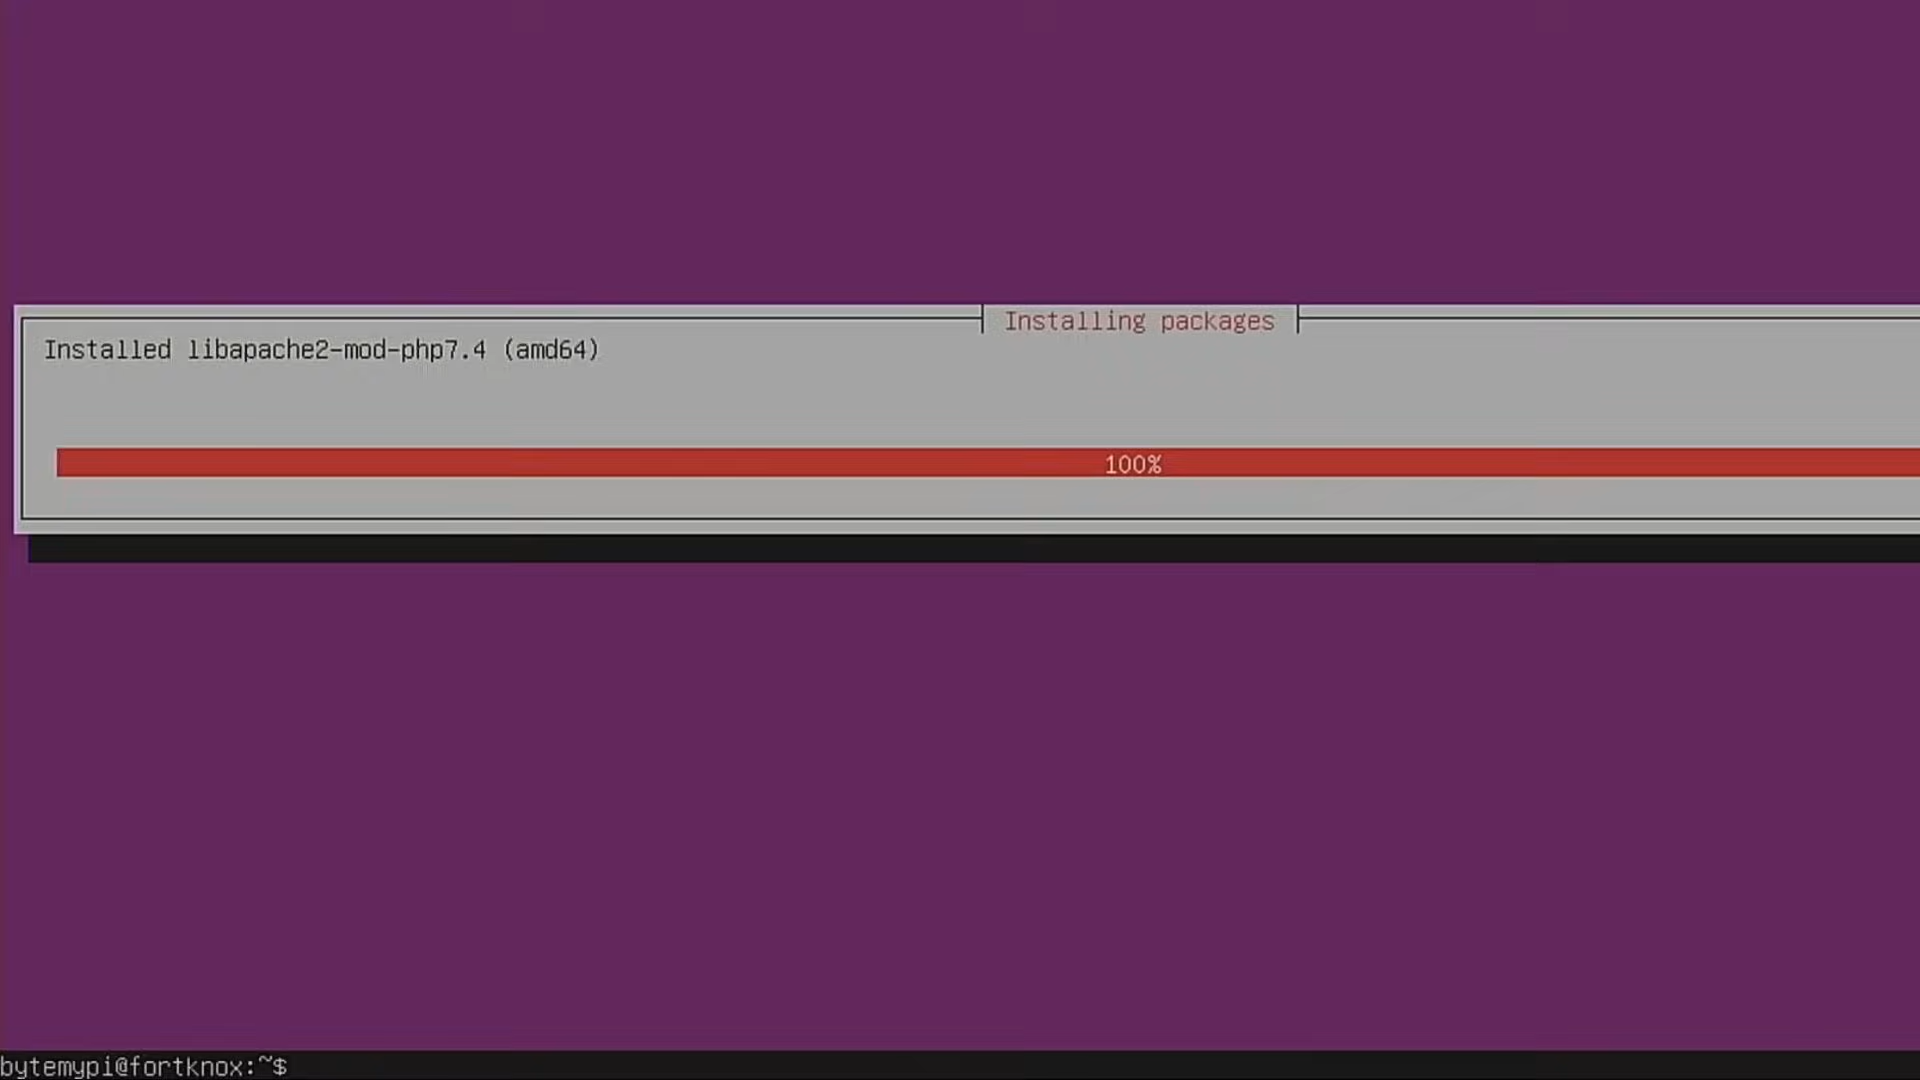 Installing packages
Installed libapache2-mod-php7.4 (amd64)
100%
bytemypi@fortknox:~$